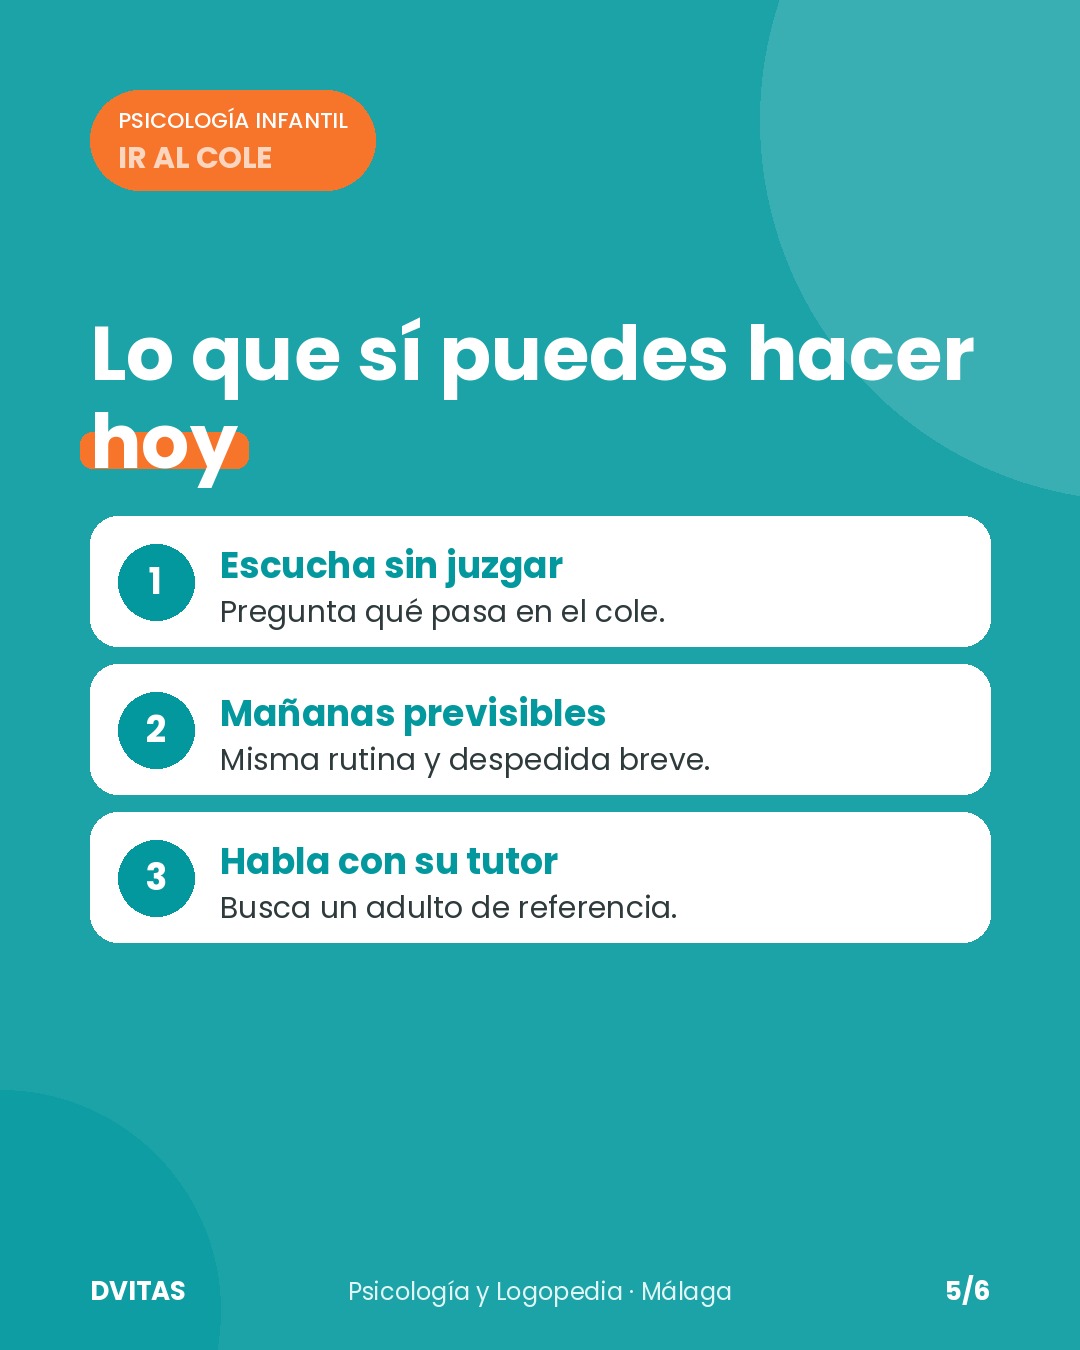 PSICOLOGÍA INFANTIL
IR AL COLE
Lo que sí puedes hacer
hoy
1
Escucha sin juzgar
Pregunta qué pasa en el cole.
2
Mañanas previsibles
Misma rutina y despedida breve.
3
Habla con su tutor
Busca un adulto de referencia.
DVITAS
Psicología y Logopedia · Málaga
5/6